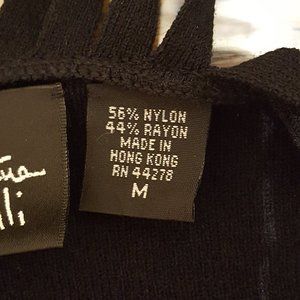 56% NYLON
44% RAYON
MADE IN
HONG KONG
RN 44278
M